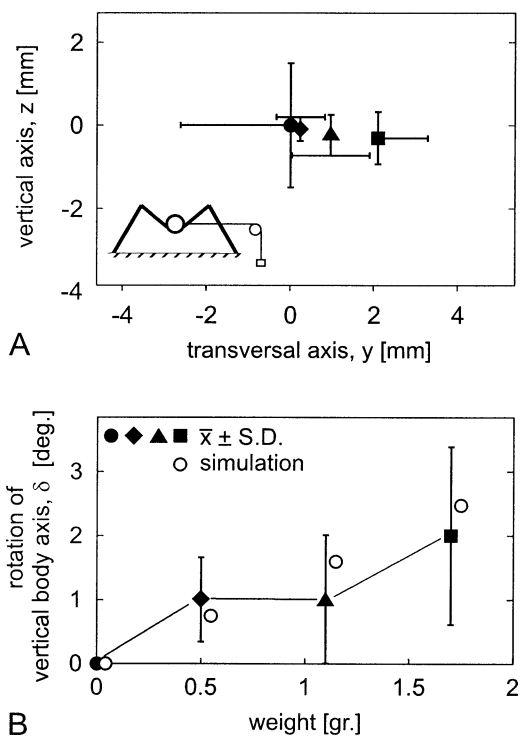 2
0
-2
-4
vertical axis, z [mm]
-4 -2 0 2 4
A
transversal axis, y [mm]
x̄ ± S.D.
simulation
3
2
1
0
rotation of
vertical body axis, δ [deg.]
0 0.5 1 1.5 2
B
weight [gr.]